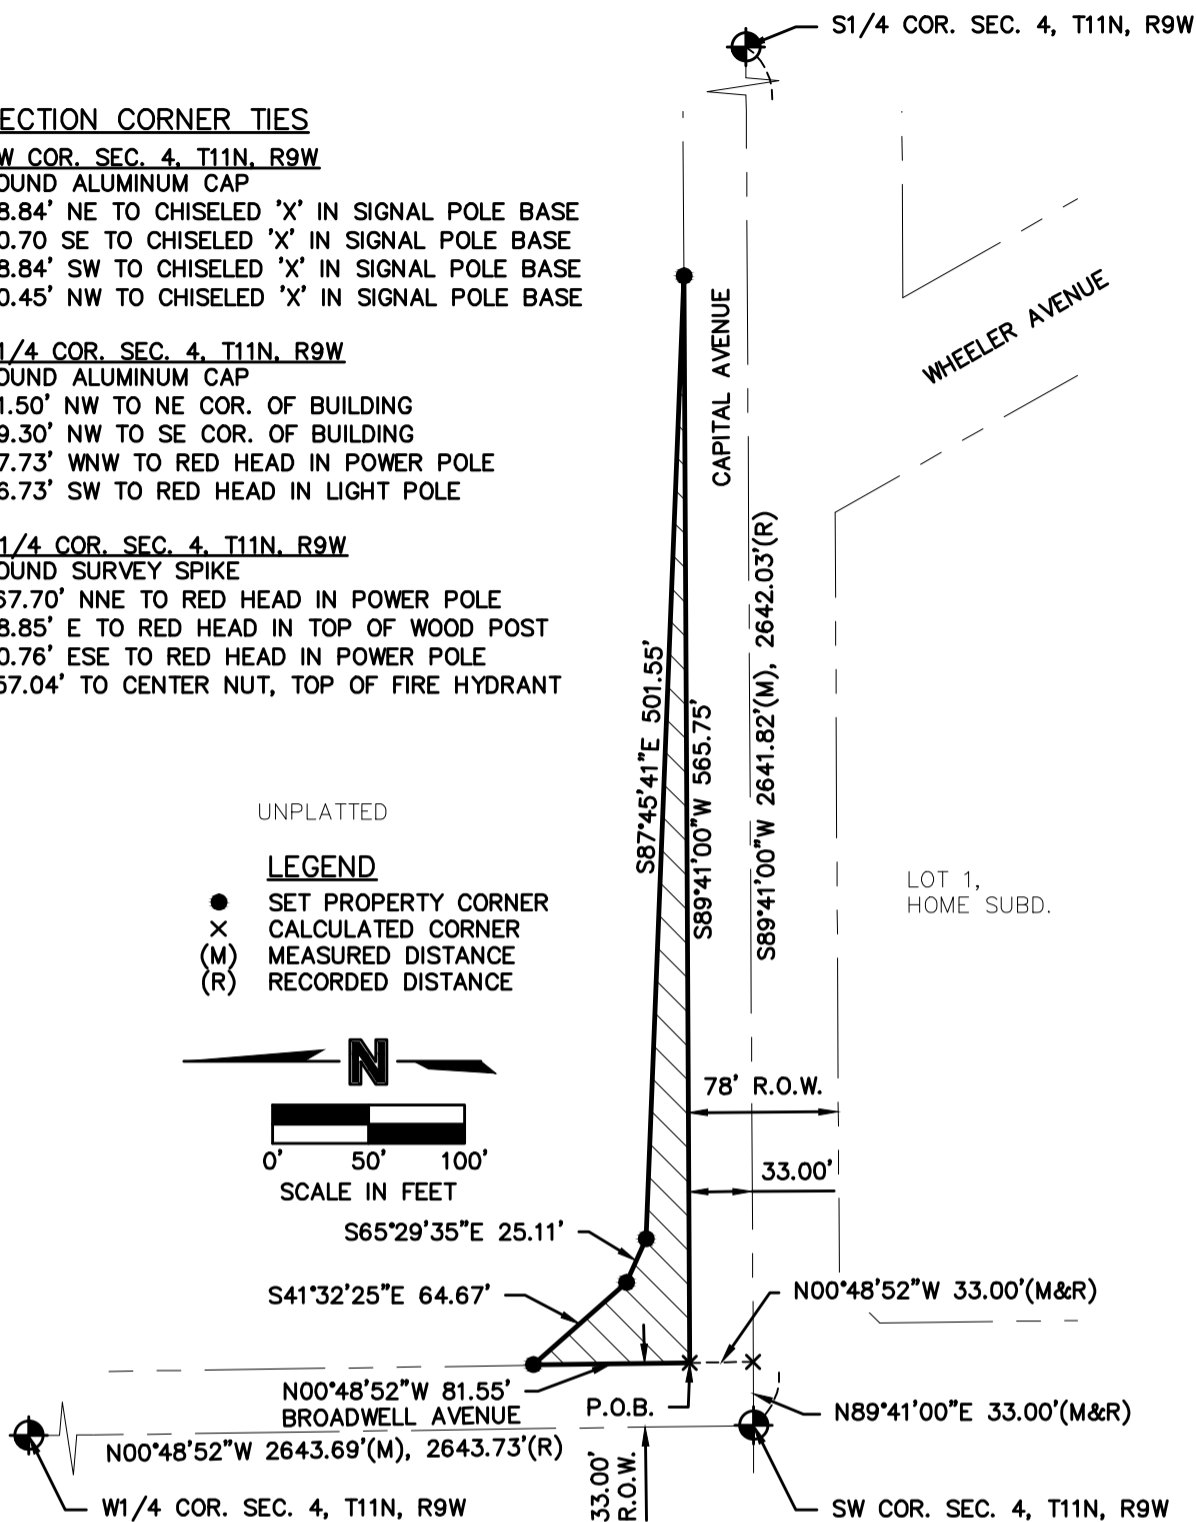 S1/4 COR. SEC. 4, T11N, R9W
ECTION CORNER TIES
W COR. SEC. 4, T11N, R9W
OUND ALUMINUM CAP
8.84' NE TO CHISELED 'X' IN SIGNAL POLE BASE
0.70 SE TO CHISELED 'X' IN SIGNAL POLE BASE
8.84' SW TO CHISELED 'X' IN SIGNAL POLE BASE
0.45' NW TO CHISELED 'X' IN SIGNAL POLE BASE
1/4 COR. SEC. 4, T11N, R9W
OUND ALUMINUM CAP
1.50' NW TO NE COR. OF BUILDING
9.30' NW TO SE COR. OF BUILDING
7.73' WNW TO RED HEAD IN POWER POLE
6.73' SW TO RED HEAD IN LIGHT POLE
1/4 COR. SEC. 4, T11N, R9W
OUND SURVEY SPIKE
67.70' NNE TO RED HEAD IN POWER POLE
8.85' E TO RED HEAD IN TOP OF WOOD POST
0.76' ESE TO RED HEAD IN POWER POLE
57.04' TO CENTER NUT, TOP OF FIRE HYDRANT
CAPITAL AVENUE
WHEELER AVENUE
S87°45'41"E 501.55'
S89°41'00"W 565.75'
S89°41'00"W 2641.82'(M), 2642.03'(R)
UNPLATTED
LEGEND
SET PROPERTY CORNER
CALCULATED CORNER
(M) MEASURED DISTANCE
(R) RECORDED DISTANCE
LOT 1,
HOME SUBD.
N
0' 50' 100'
SCALE IN FEET
78' R.O.W.
33.00'
S65°29'35"E 25.11'
S41°32'25"E 64.67'
N00°48'52"W 33.00'(M&R)
N00°48'52"W 81.55'
BROADWELL AVENUE
P.O.B.
N89°41'00"E 33.00'(M&R)
N00°48'52"W 2643.69'(M), 2643.73'(R)
33.00'
R.O.W.
W1/4 COR. SEC. 4, T11N, R9W
SW COR. SEC. 4, T11N, R9W